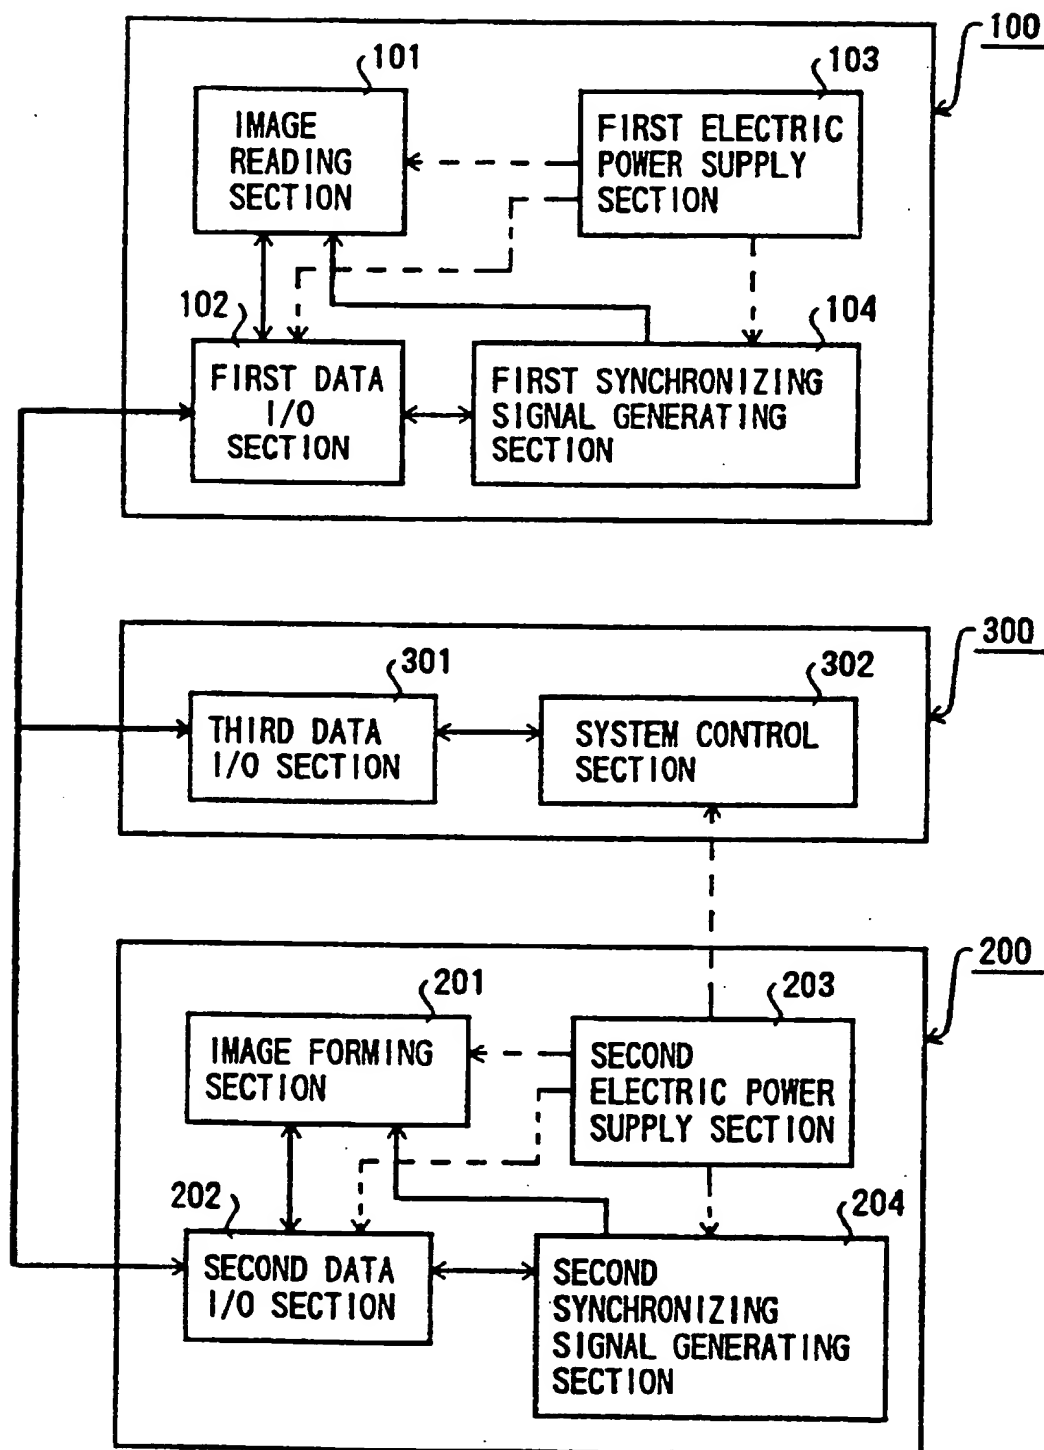 100
101
103
IMAGE
READING
SECTION
FIRST ELECTRIC
POWER SUPPLY
SECTION
102
104
FIRST DATA
I/O
SECTION
FIRST SYNCHRONIZING
SIGNAL GENERATING
SECTION
300
301
302
THIRD DATA
I/O SECTION
SYSTEM CONTROL
SECTION
200
201
203
IMAGE FORMING
SECTION
SECOND
ELECTRIC POWER
SUPPLY SECTION
202
204
SECOND DATA
I/O SECTION
SECOND
SYNCHRONIZING
SIGNAL GENERATING
SECTION